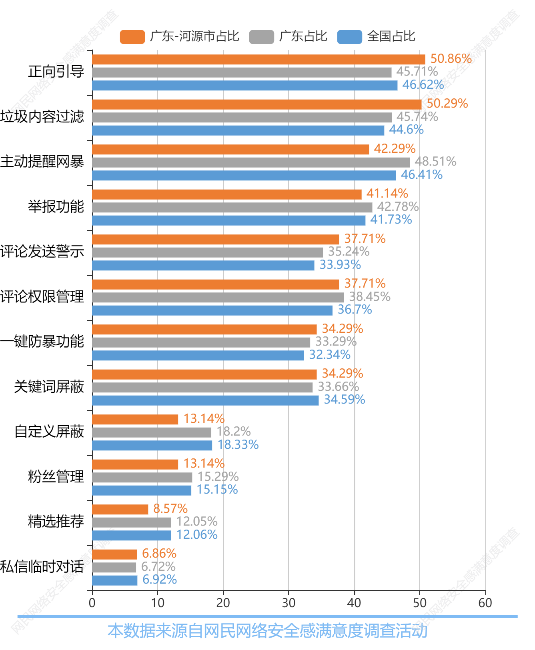 广东-河源市占比 广东占比 全国占比
正向引导 50.86% 45.71% 46.62%
垃圾内容过滤 50.29% 45.74% 44.6%
主动提醒网暴 42.29% 48.51% 46.41%
举报功能 41.14% 42.78% 41.73%
评论发送警示 37.71% 35.24% 33.93%
评论权限管理 37.71% 38.45% 36.7%
一键防暴功能 34.29% 33.29% 32.34%
关键词屏蔽 34.29% 33.66% 34.59%
自定义屏蔽 13.14% 18.2% 18.33%
粉丝管理 13.14% 15.29% 15.15%
精选推荐 8.57% 12.05% 12.06%
私信临时对话 6.86% 6.72% 6.92%
0 10 20 30 40 50 60
本数据来源自网民网络安全感满意度调查活动